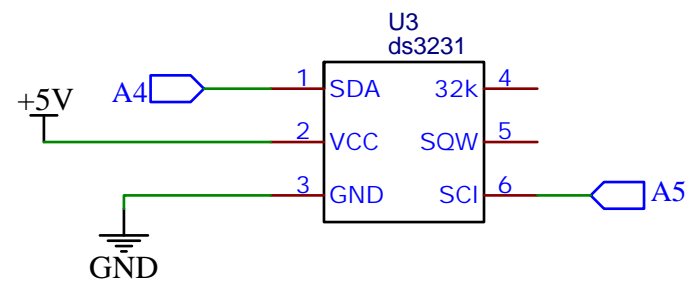 U3
ds3231
A4 1 SDA 32k 4
+5V
2 VCC SQW 5
3 GND SCI 6 A5
GND